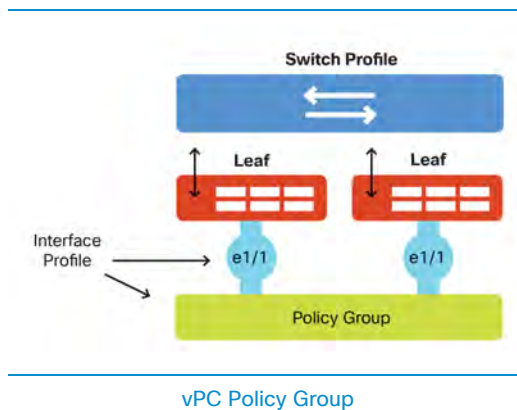 Switch Profile
Leaf
Leaf
Interface
Profile
e1/1
e1/1
Policy Group
vPC Policy Group